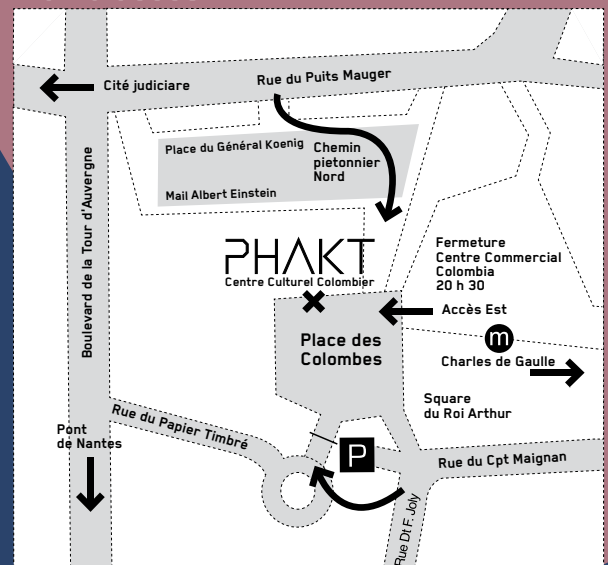 Cité judiciare
Rue du Puits Mauger
Boulevard de la Tour d'Auvergne
Place du Général Koenig
Mail Albert Einstein
Chemin
pietonnier
Nord
PHAKT
Centre Culturel Colombier
Fermeture
Centre Commercial
Colombia
20 h 30
Accès Est
Place des
Colombes
m
Charles de Gaulle
Square
du Roi Arthur
Rue du Papier Timbré
Pont
de Nantes
P
Rue du Cpt Maignan
Rue Dt F. Joly